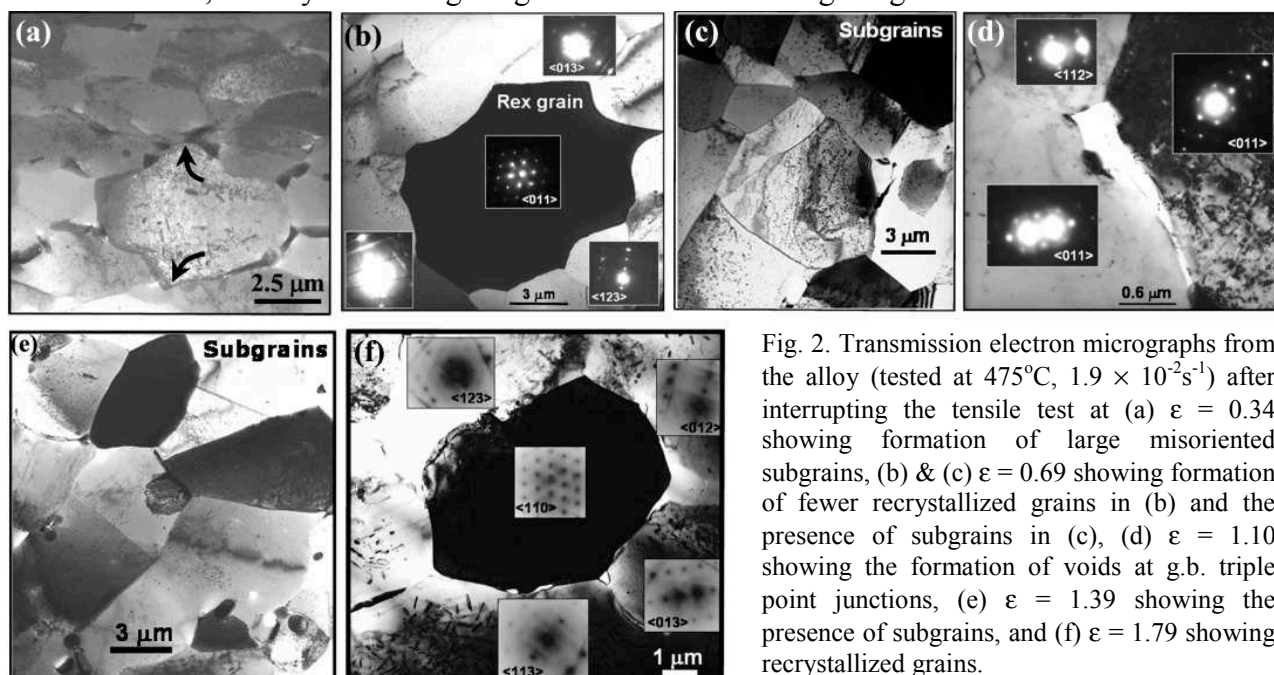 (a)
2.5 μm
(b)
<013>
Rex grain
<011>
3 μm
<123>
(c)
Subgrains
3 μm
(d)
<112>
<011>
<011>
0.6 μm
(e)
Subgrains
3 μm
(f)
<123>
<012>
<110>
<013>
<113>
1 μm
Fig. 2. Transmission electron micrographs from
the alloy (tested at 475°C, 1.9 × 10⁻²s⁻¹) after
interrupting the tensile test at (a) ε = 0.34
showing formation of large misoriented
subgrains, (b) & (c) ε = 0.69 showing formation
of fewer recrystallized grains in (b) and the
presence of subgrains in (c), (d) ε = 1.10
showing the formation of voids at g.b. triple
point junctions, (e) ε = 1.39 showing the
presence of subgrains, and (f) ε = 1.79 showing
recrystallized grains.